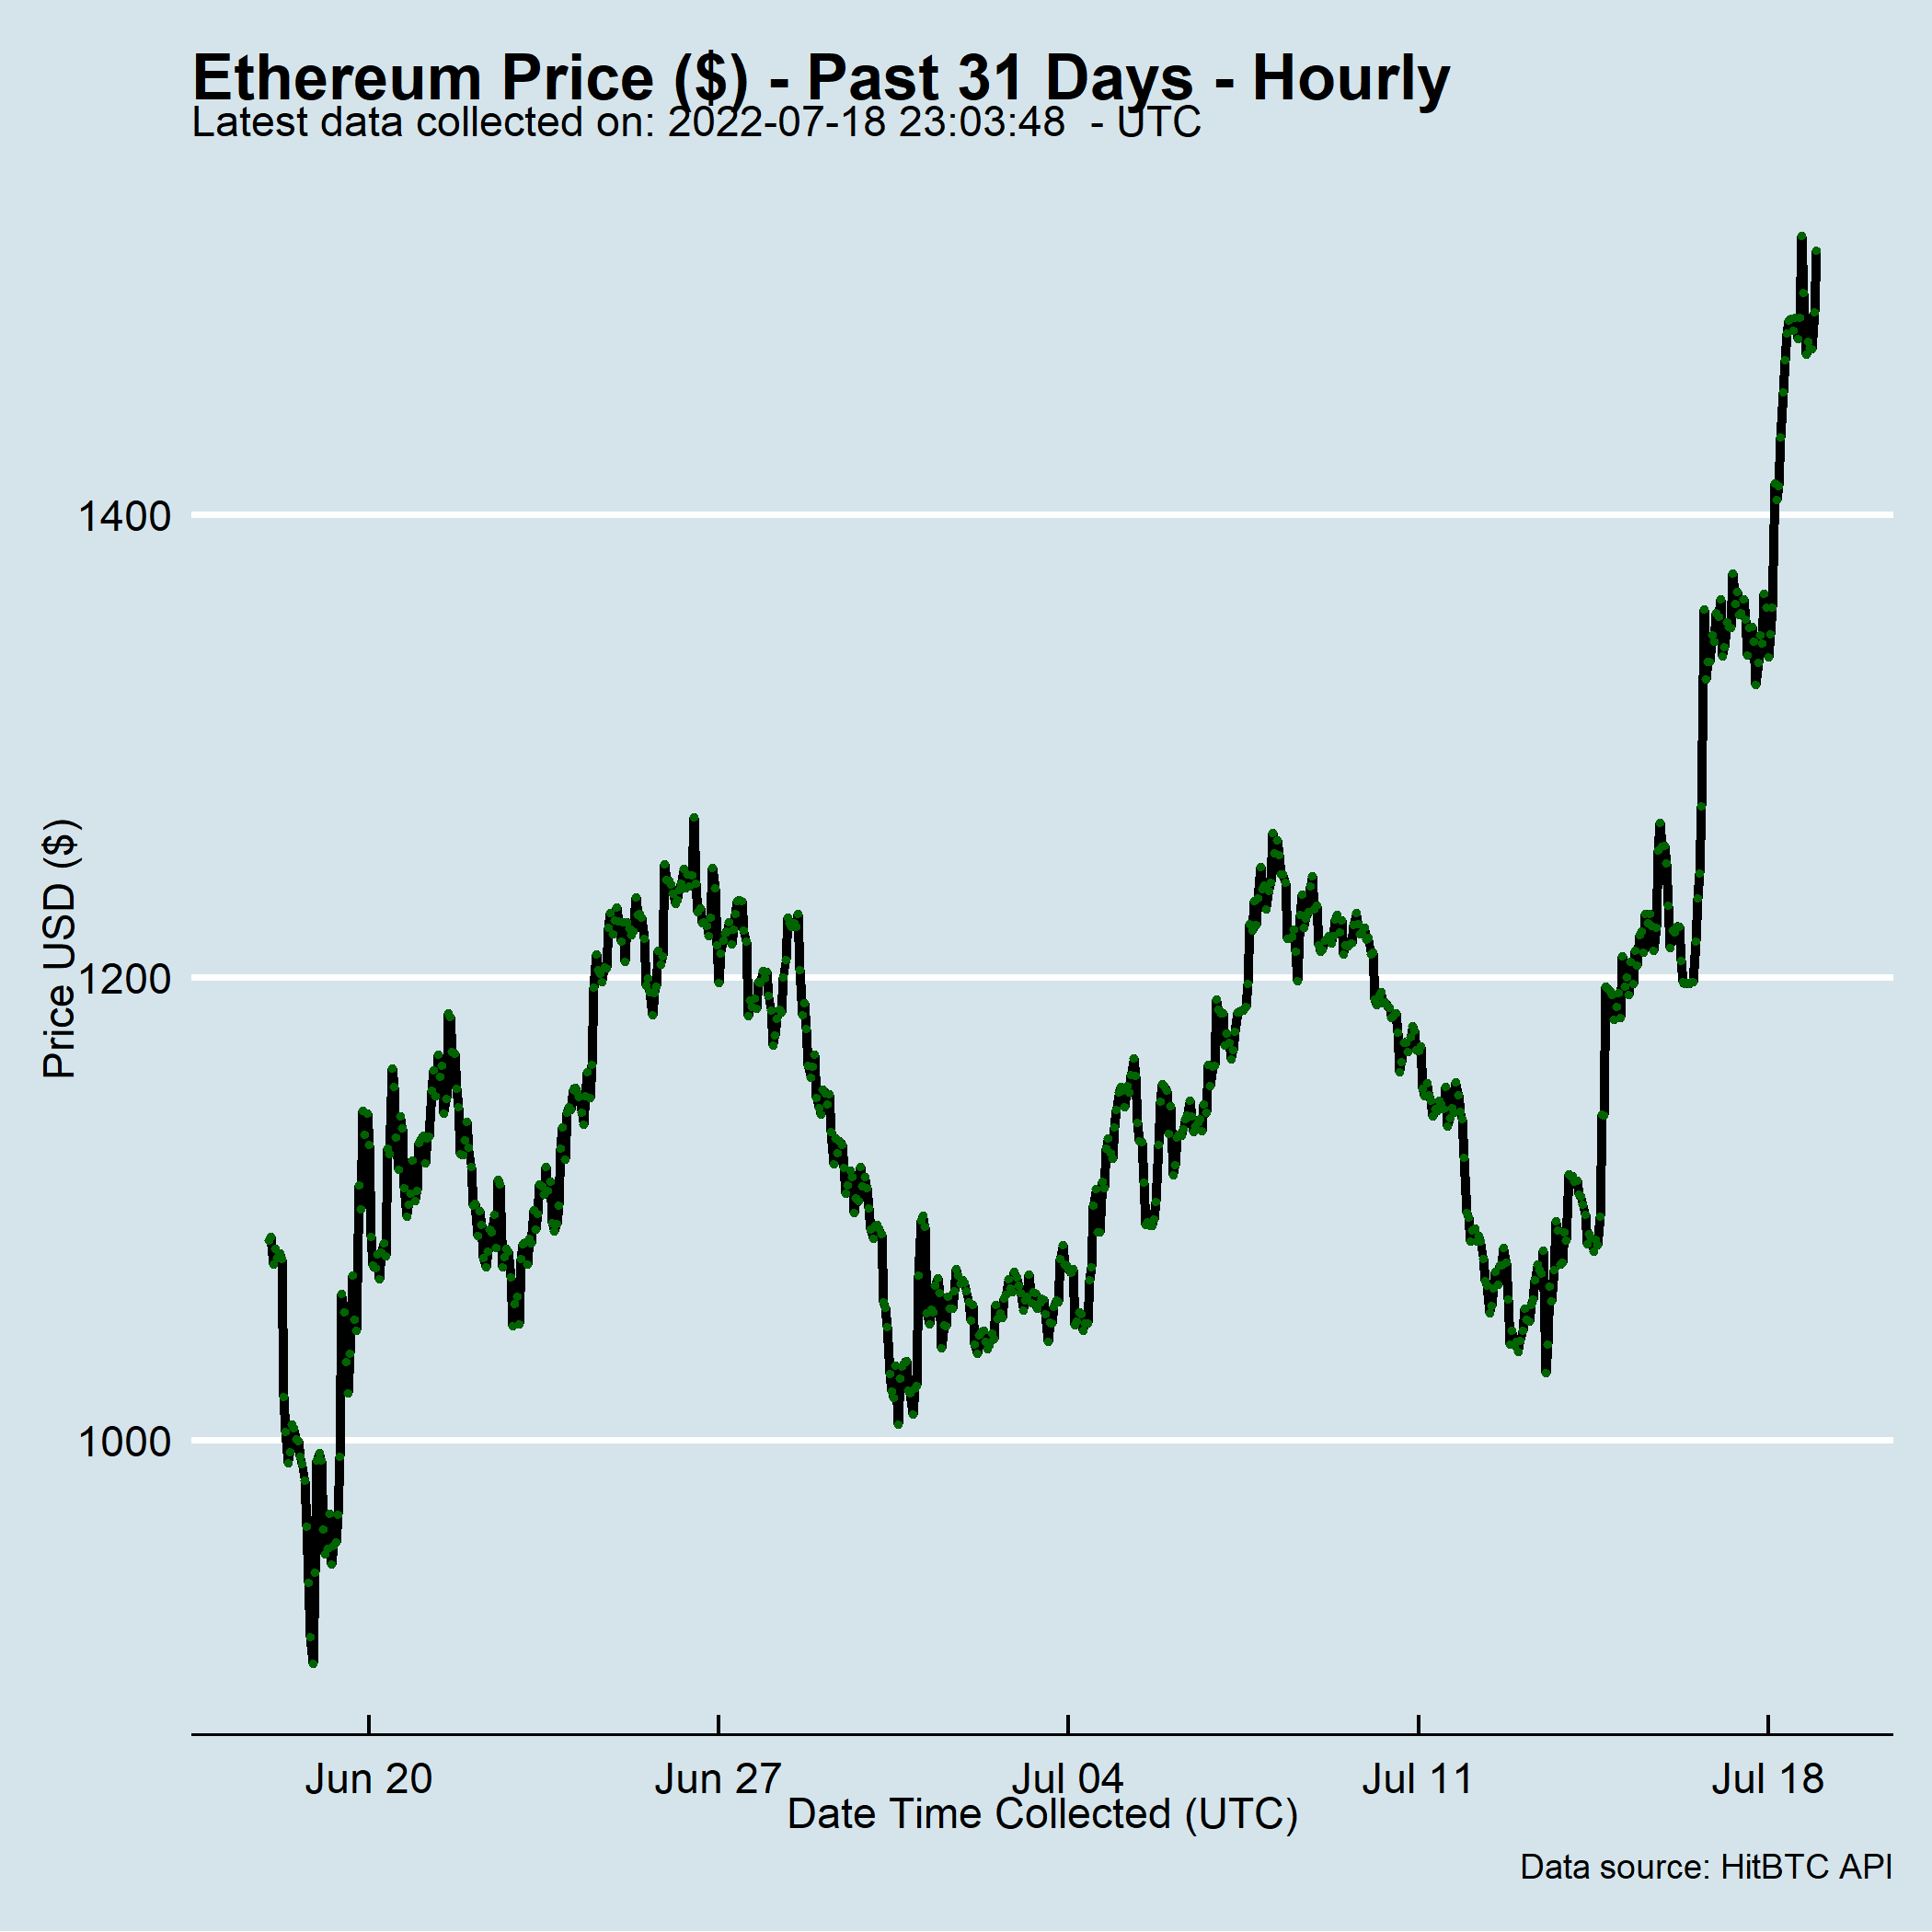 Ethereum Price ($) - Past 31 Days - Hourly
Latest data collected on: 2022-07-18 23:03:48  - UTC
Price USD ($)
1400
1200
1000
Jun 20
Jun 27
Jul 04
Jul 11
Jul 18
Date Time Collected (UTC)
Data source: HitBTC API